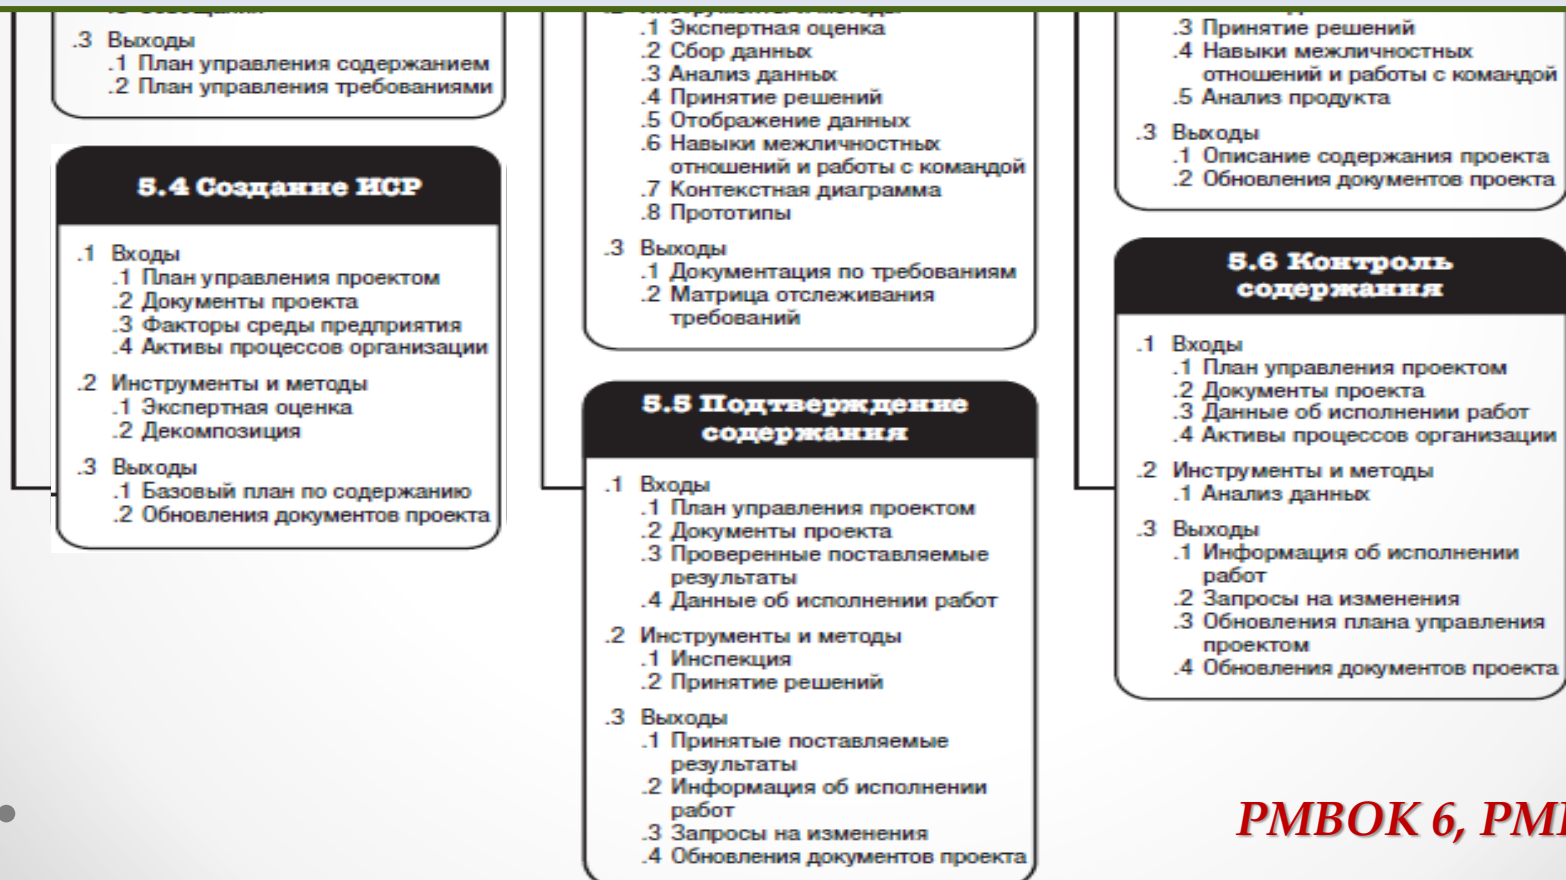 .3 Выходы
.1 План управления содержанием
.2 План управления требованиями
5.4 Создание ИСР
.1 Входы
.1 План управления проектом
.2 Документы проекта
.3 Факторы среды предприятия
.4 Активы процессов организации
.2 Инструменты и методы
.1 Экспертная оценка
.2 Декомпозиция
.3 Выходы
.1 Базовый план по содержанию
.2 Обновления документов проекта
.1 Экспертная оценка
.2 Сбор данных
.3 Анализ данных
.4 Принятие решений
.5 Отображение данных
.6 Навыки межличностных
отношений и работы с командой
.7 Контекстная диаграмма
.8 Прототипы
.3 Выходы
.1 Документация по требованиям
.2 Матрица отслеживания
требований
5.5 Подтверждение
содержания
.1 Входы
.1 План управления проектом
.2 Документы проекта
.3 Проверенные поставляемые
результаты
.4 Данные об исполнении работ
.2 Инструменты и методы
.1 Инспекция
.2 Принятие решений
.3 Выходы
.1 Принятые поставляемые
результаты
.2 Информация об исполнении
работ
.3 Запросы на изменения
.4 Обновления документов проекта
.3 Принятие решений
.4 Навыки межличностных
отношений и работы с командой
.5 Анализ продукта
.3 Выходы
.1 Описание содержания проекта
.2 Обновления документов проекта
5.6 Контроль
содержания
.1 Входы
.1 План управления проектом
.2 Документы проекта
.3 Данные об исполнении работ
.4 Активы процессов организации
.2 Инструменты и методы
.1 Анализ данных
.3 Выходы
.1 Информация об исполнении
работ
.2 Запросы на изменения
.3 Обновления плана управления
проектом
.4 Обновления документов проекта
PMBOK 6, PMI